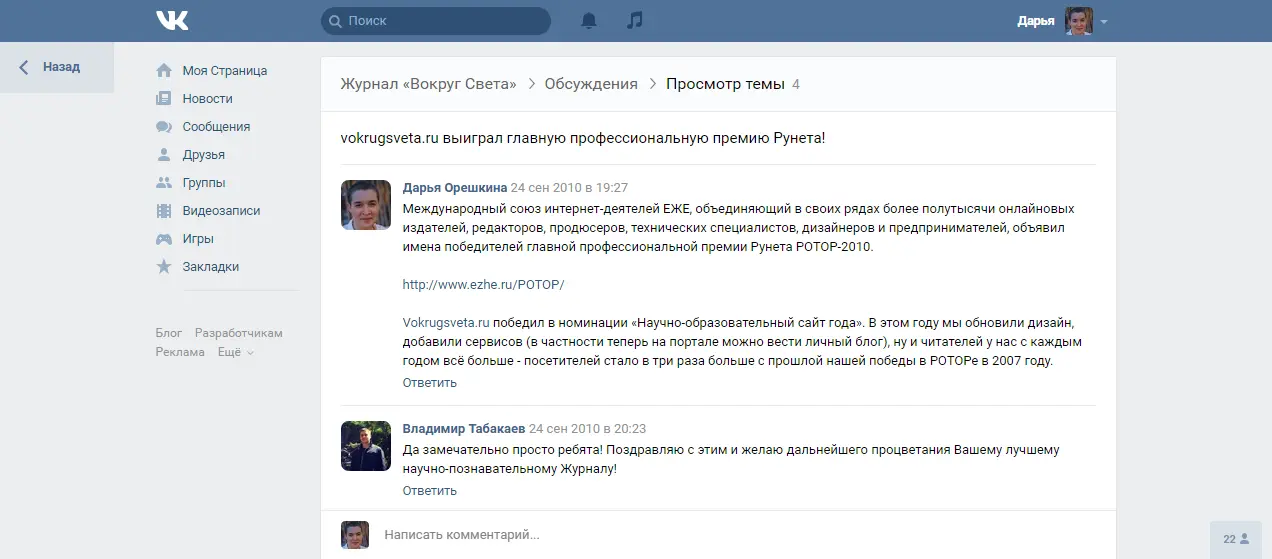 Поиск
Дарья
Назад
Моя Страница
Новости
Сообщения
Друзья
Группы
Видеозаписи
Игры
Закладки
Блог Разработчикам
Реклама Ещё
Журнал «Вокруг Света» > Обсуждения > Просмотр темы 4
vokrugsveta.ru выиграл главную профессиональную премию Рунета!
Дарья Орешкина 24 сен 2010 в 19:27
Международный союз интернет-деятелей ЕЖЕ, объединяющий в своих рядах более полутысячи онлайновых
издателей, редакторов, продюсеров, технических специалистов, дизайнеров и предпринимателей, объявил
имена победителей главной профессиональной премии Рунета РОТОР-2010.
http://www.ezhe.ru/POTOP/
Vokrugsveta.ru победил в номинации «Научно-образовательный сайт года». В этом году мы обновили дизайн,
добавили сервисов (в частности теперь на портале можно вести личный блог), ну и читателей у нас с каждым
годом всё больше - посетителей стало в три раза больше с прошлой нашей победы в РОТОРе в 2007 году.
Ответить
Владимир Табакаев 24 сен 2010 в 20:23
Да замечательно просто ребята! Поздравляю с этим и желаю дальнейшего процветания Вашему лучшему
научно-познавательному Журналу!
Ответить
Написать комментарий...
22